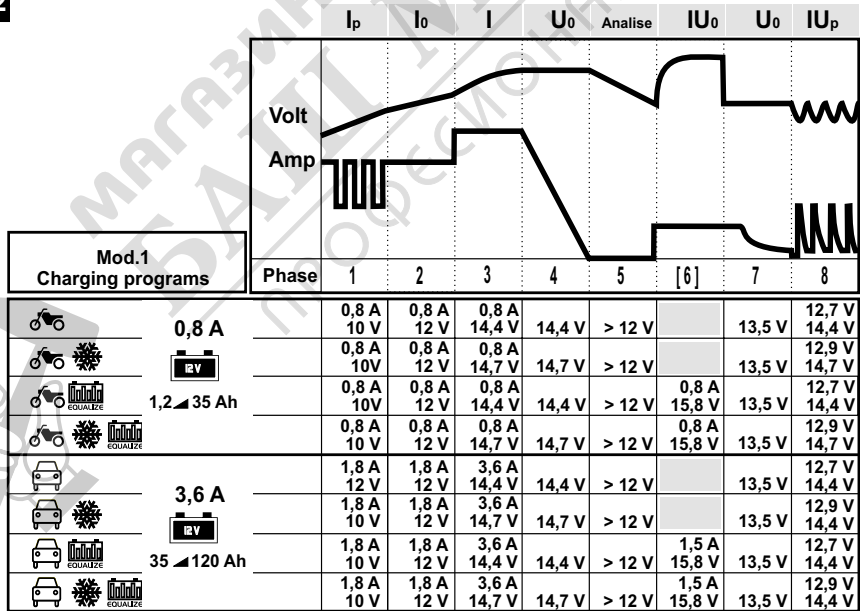 Ip I0 I U0 Analise IU0 U0 IUp
Volt
Amp
Mod.1
Charging programs
Phase 1 2 3 4 5 [6] 7 8
0,8 A 0,8 A 0,8 A 12,7 V
10 V 12 V 14,4 V 14,4 V > 12 V 13,5 V 14,4 V
0,8 A
0,8 A 0,8 A 0,8 A 12,9 V
10V 12 V 14,7 V 14,7 V > 12 V 13,5 V 14,7 V
12V
0,8 A 0,8 A 0,8 A 0,8 A 12,7 V
EQUALIZE 1,2 35 Ah 10V 12 V 14,4 V 14,4 V > 12 V 15,8 V 13,5 V 14,4 V
0,8 A 0,8 A 0,8 A 0,8 A 12,9 V
EQUALIZE 10 V 12 V 14,7 V 14,7 V > 12 V 15,8 V 13,5 V 14,7 V
1,8 A 1,8 A 3,6 A 12,7 V
12 V 12 V 14,4 V 14,4 V > 12 V 13,5 V 14,4 V
3,6 A
1,8 A 1,8 A 3,6 A 12,9 V
10 V 12 V 14,7 V 14,7 V > 12 V 13,5 V 14,4 V
12V
1,8 A 1,8 A 3,6 A 1,5 A 12,7 V
EQUALIZE 35 120 Ah 10 V 12 V 14,4 V 14,4 V > 12 V 15,8 V 13,5 V 14,4 V
1,8 A 1,8 A 3,6 A 1,5 A 12,9 V
EQUALIZE 10 V 12 V 14,7 V 14,7 V > 12 V 15,8 V 13,5 V 14,4 V